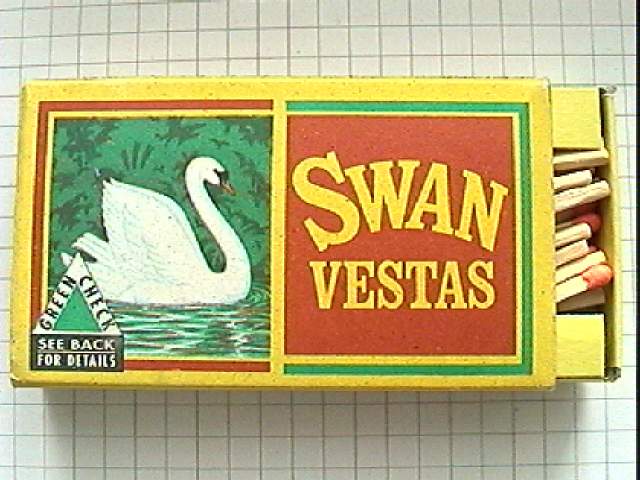 SWAN
VESTAS
GREEN CHECK
SEE BACK
FOR DETAILS